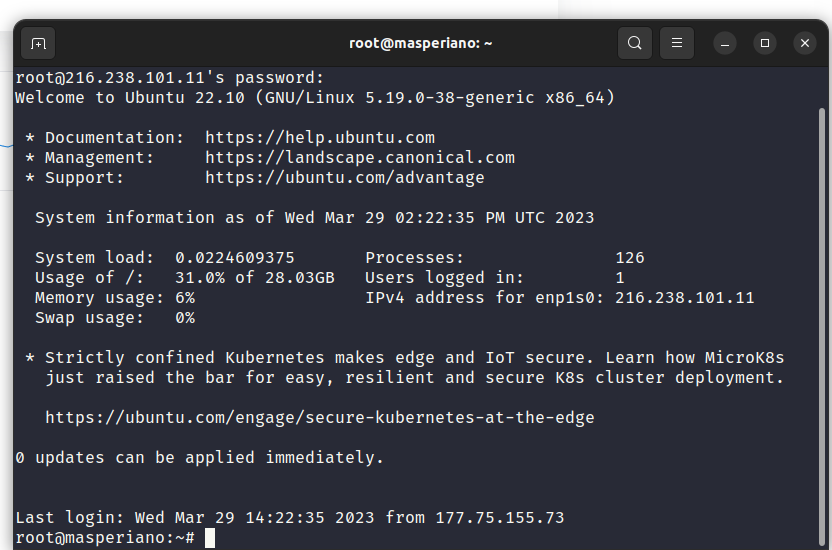 root@masperiano: ~
root@216.238.101.11's password:
Welcome to Ubuntu 22.10 (GNU/Linux 5.19.0-38-generic x86_64)
* Documentation: https://help.ubuntu.com
* Management: https://landscape.canonical.com
* Support: https://ubuntu.com/advantage
System information as of Wed Mar 29 02:22:35 PM UTC 2023
System load: 0.0224609375 Processes: 126
Usage of /: 31.0% of 28.03GB Users logged in: 1
Memory usage: 6% IPv4 address for enp1s0: 216.238.101.11
Swap usage: 0%
* Strictly confined Kubernetes makes edge and IoT secure. Learn how MicroK8s
just raised the bar for easy, resilient and secure K8s cluster deployment.
https://ubuntu.com/engage/secure-kubernetes-at-the-edge
0 updates can be applied immediately.
Last login: Wed Mar 29 14:22:35 2023 from 177.75.155.73
root@masperiano:~#